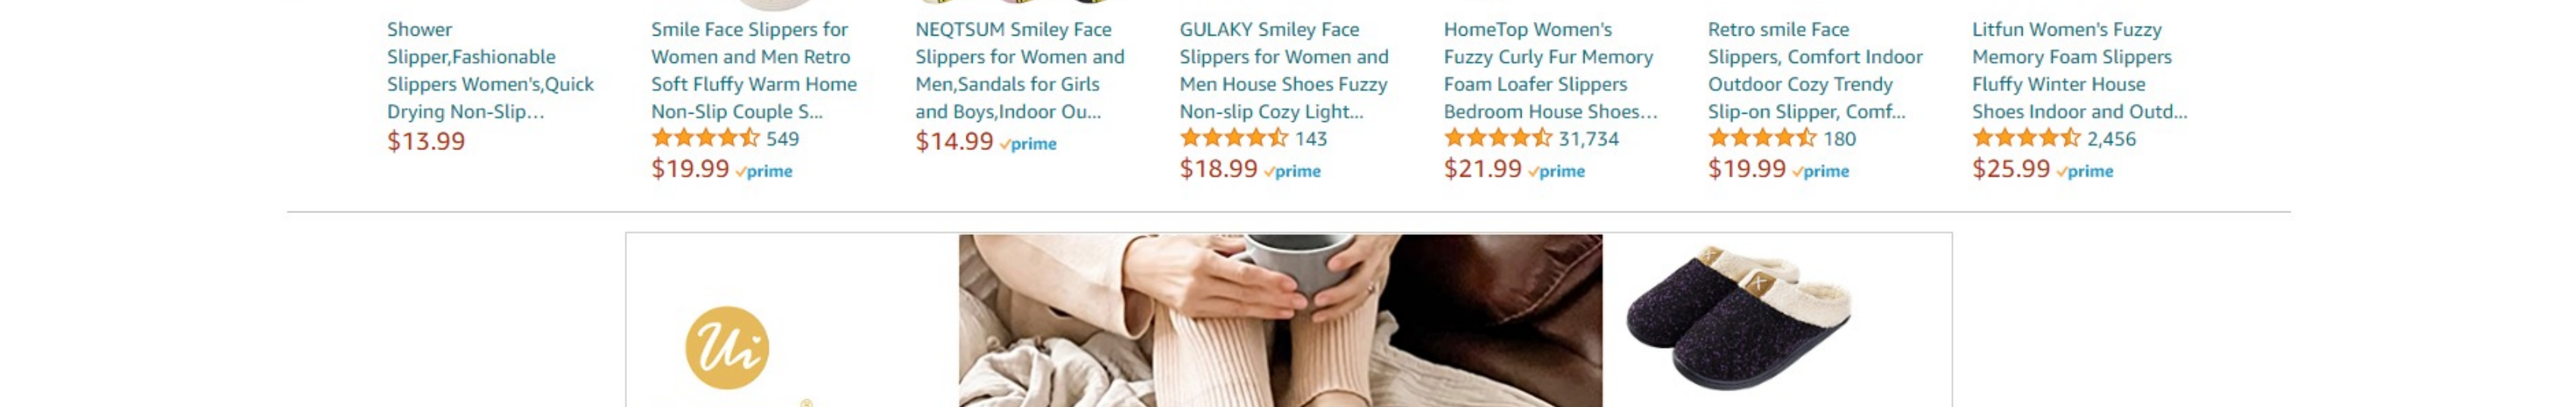 Shower
Slipper,Fashionable
Slippers Women's,Quick
Drying Non-Slip...
$13.99
Smile Face Slippers for
Women and Men Retro
Soft Fluffy Warm Home
Non-Slip Couple S...
549
$19.99 prime
NEQTSUM Smiley Face
Slippers for Women and
Men,Sandals for Girls
and Boys,Indoor Ou...
$14.99 prime
GULAKY Smiley Face
Slippers for Women and
Men House Shoes Fuzzy
Non-slip Cozy Light...
143
$18.99 prime
HomeTop Women's
Fuzzy Curly Fur Memory
Foam Loafer Slippers
Bedroom House Shoes...
31,734
$21.99 prime
Retro smile Face
Slippers, Comfort Indoor
Outdoor Cozy Trendy
Slip-on Slipper, Comf...
180
$19.99 prime
Litfun Women's Fuzzy
Memory Foam Slippers
Fluffy Winter House
Shoes Indoor and Outd...
2,456
$25.99 prime
Ui
®